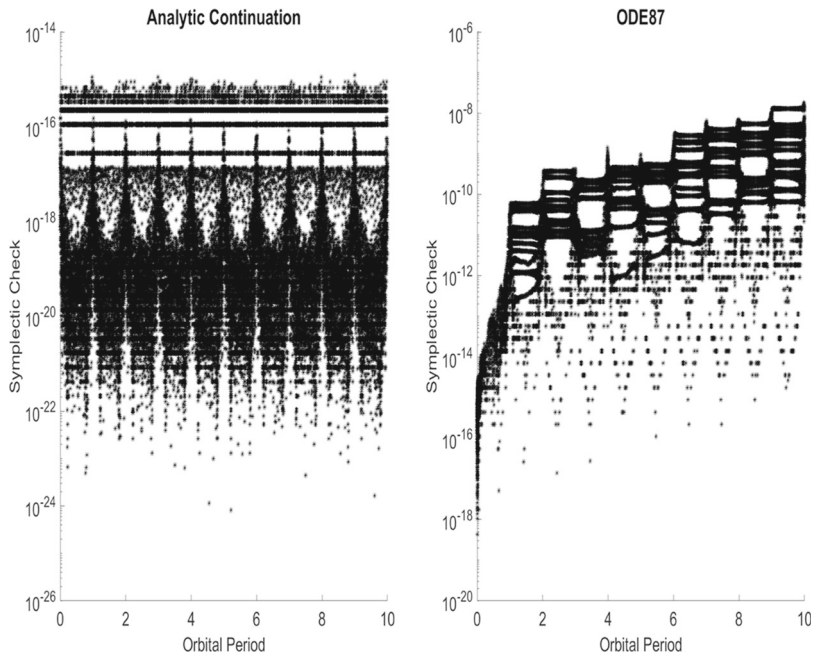 Analytic Continuation
10^-14
10^-16
10^-18
10^-20
10^-22
10^-24
10^-26
Symplectic Check
0 2 4 6 8 10
Orbital Period
ODE87
10^-6
10^-8
10^-10
10^-12
10^-14
10^-16
10^-18
10^-20
Symplectic Check
0 2 4 6 8 10
Orbital Period